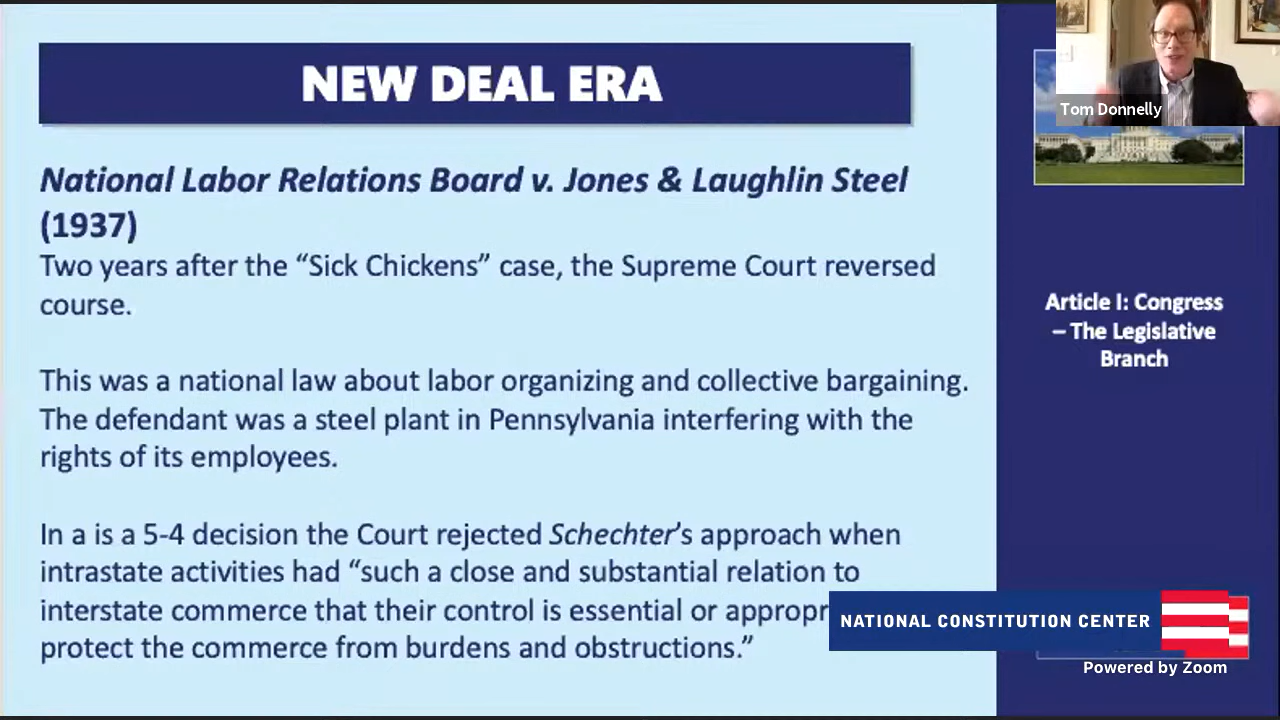 NEW DEAL ERA
National Labor Relations Board v. Jones & Laughlin Steel
(1937)
Two years after the “Sick Chickens” case, the Supreme Court reversed
course.
This was a national law about labor organizing and collective bargaining.
The defendant was a steel plant in Pennsylvania interfering with the
rights of its employees.
In a is a 5-4 decision the Court rejected Schechter’s approach when
intrastate activities had “such a close and substantial relation to
interstate commerce that their control is essential or appropr
protect the commerce from burdens and obstructions.”
Tom Donnelly
Article I: Congress
– The Legislative
Branch
NATIONAL CONSTITUTION CENTER
Powered by Zoom